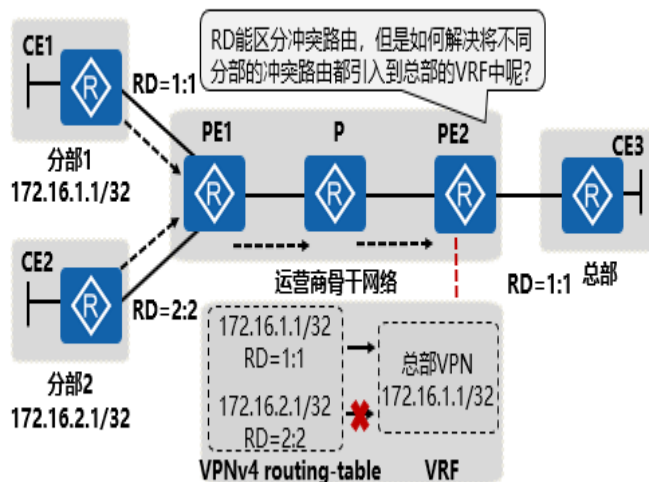 RD能区分冲突路由，但是如何解决将不同
分部的冲突路由都引入到总部的VRF中呢？
CE1
R
RD=1:1
分部1
172.16.1.1/32
PE1
P
PE2
CE3
R
R
R
R
CE2
R
RD=2:2
分部2
172.16.2.1/32
运营商骨干网络
RD=1:1
总部
172.16.1.1/32
RD=1:1
172.16.2.1/32
RD=2:2
总部VPN
172.16.1.1/32
VPNv4 routing-table
VRF